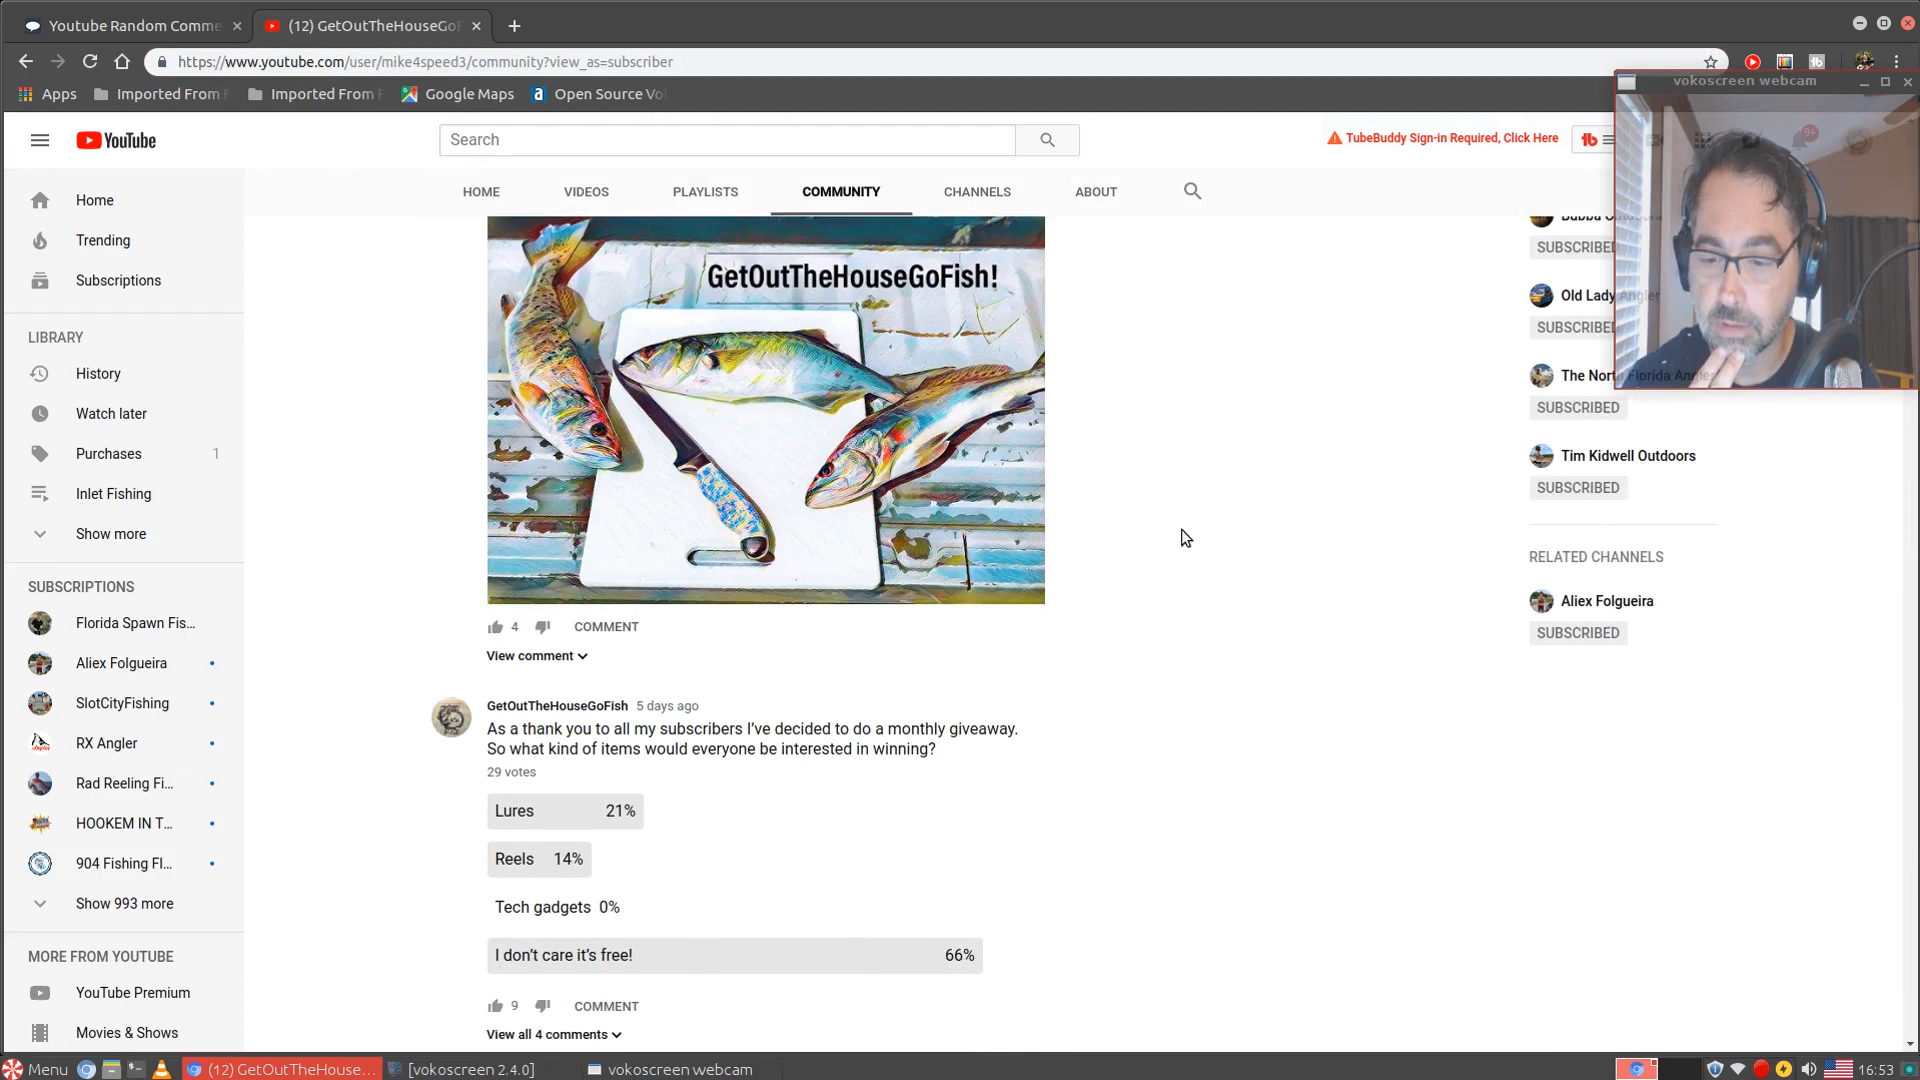 Youtube Random Comme
(12) GetOutTheHouseGoF
https://www.youtube.com/user/mike4speed3/community?view_as=subscriber
Apps
Imported From F
Imported From F
Google Maps
Open Source Vo
vokoscreen webcam
YouTube
Search
TubeBuddy Sign-in Required, Click Here
tb
9+
HOME
VIDEOS
PLAYLISTS
COMMUNITY
CHANNELS
ABOUT
Home
Trending
Subscriptions
LIBRARY
History
Watch later
Purchases 1
Inlet Fishing
Show more
SUBSCRIPTIONS
Florida Spawn Fis...
Aliex Folgueira
SlotCityFishing
RX Angler
Rad Reeling Fi...
HOOKEM IN T...
904 Fishing Fl...
Show 993 more
MORE FROM YOUTUBE
YouTube Premium
Movies & Shows
GetOutTheHouseGoFish!
4 COMMENT
View comment
GetOutTheHouseGoFish 5 days ago
As a thank you to all my subscribers I've decided to do a monthly giveaway.
So what kind of items would everyone be interested in winning?
29 votes
Lures 21%
Reels 14%
Tech gadgets 0%
I don't care it's free! 66%
9 COMMENT
View all 4 comments
SUBSCRIBED
Old Lady Angler
SUBSCRIBED
The North Florida Angler
SUBSCRIBED
Tim Kidwell Outdoors
SUBSCRIBED
RELATED CHANNELS
Aliex Folgueira
SUBSCRIBED
Menu
(12) GetOutTheHouse...
[vokoscreen 2.4.0]
vokoscreen webcam
16:53